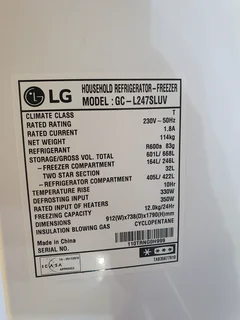 LG
HOUSEHOLD REFRIGERATOR - FREEZER
MODEL : GC - L247SLUV
CLIMATE CLASS T
RATED VOLTAGE 230V ~ 50Hz
RATED CURRENT 1.8A
NET WEIGHT 114kg
REFRIGERANT R600a 83g
STORAGE/GROSS VOL. TOTAL 601L/ 668L
- FREEZER COMPARTMENT 164L/ 246L
TWO STAR SECTION 32L
- REFRIGERATOR COMPARTMENT 405L/ 422L
TEMPERATURE RISE 10Hr
DEFROST INPUT 330W
RATED INPUT OF HEATERS 350W
FREEZING CAPACITY 12.0kg/24Hr
DIMENSIONS 912(W)x738(D)x1790(H)mm
INSULATION BLOWING GAS CYCLOPENTANE
Made in China
SERIAL NO.
I C A S A
APPROVED